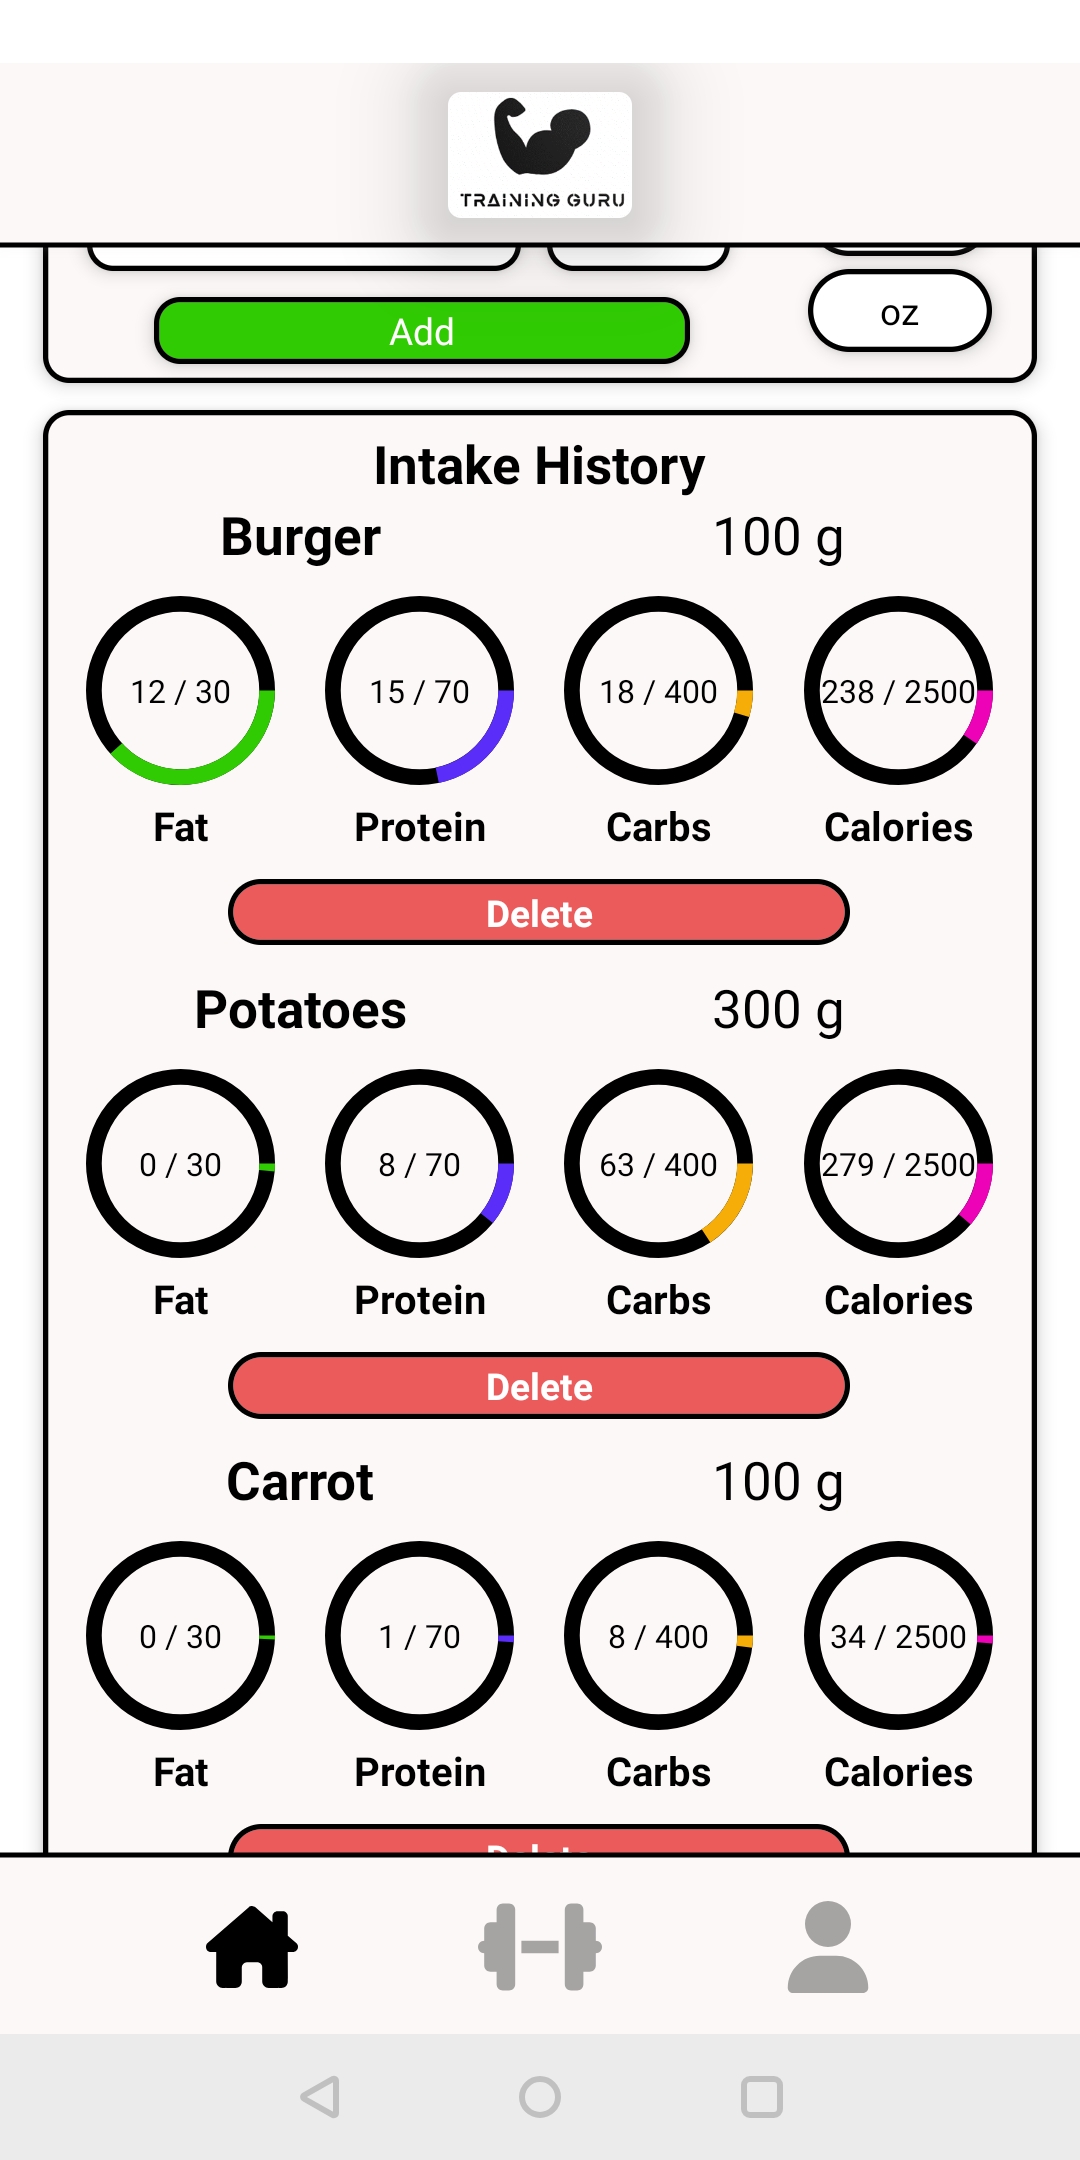 TRAINING GURU
oz
Add
Intake History
Burger 100 g
12 / 30 15 / 70 18 / 400 238 / 2500
Fat Protein Carbs Calories
Delete
Potatoes 300 g
0 / 30 8 / 70 63 / 400 279 / 2500
Fat Protein Carbs Calories
Delete
Carrot 100 g
0 / 30 1 / 70 8 / 400 34 / 2500
Fat Protein Carbs Calories
Delete